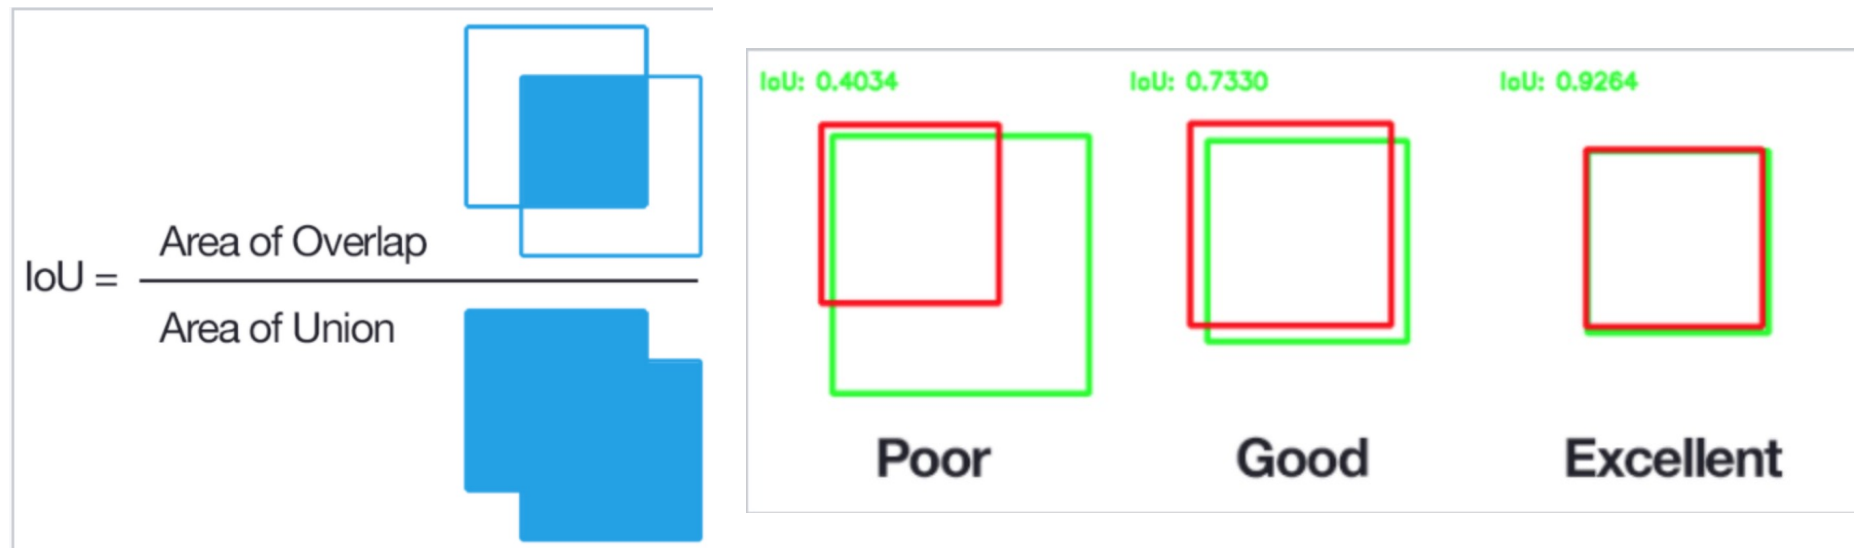 IoU =
Area of Overlap
Area of Union
IoU: 0.4034
IoU: 0.7330
IoU: 0.9264
Poor
Good
Excellent